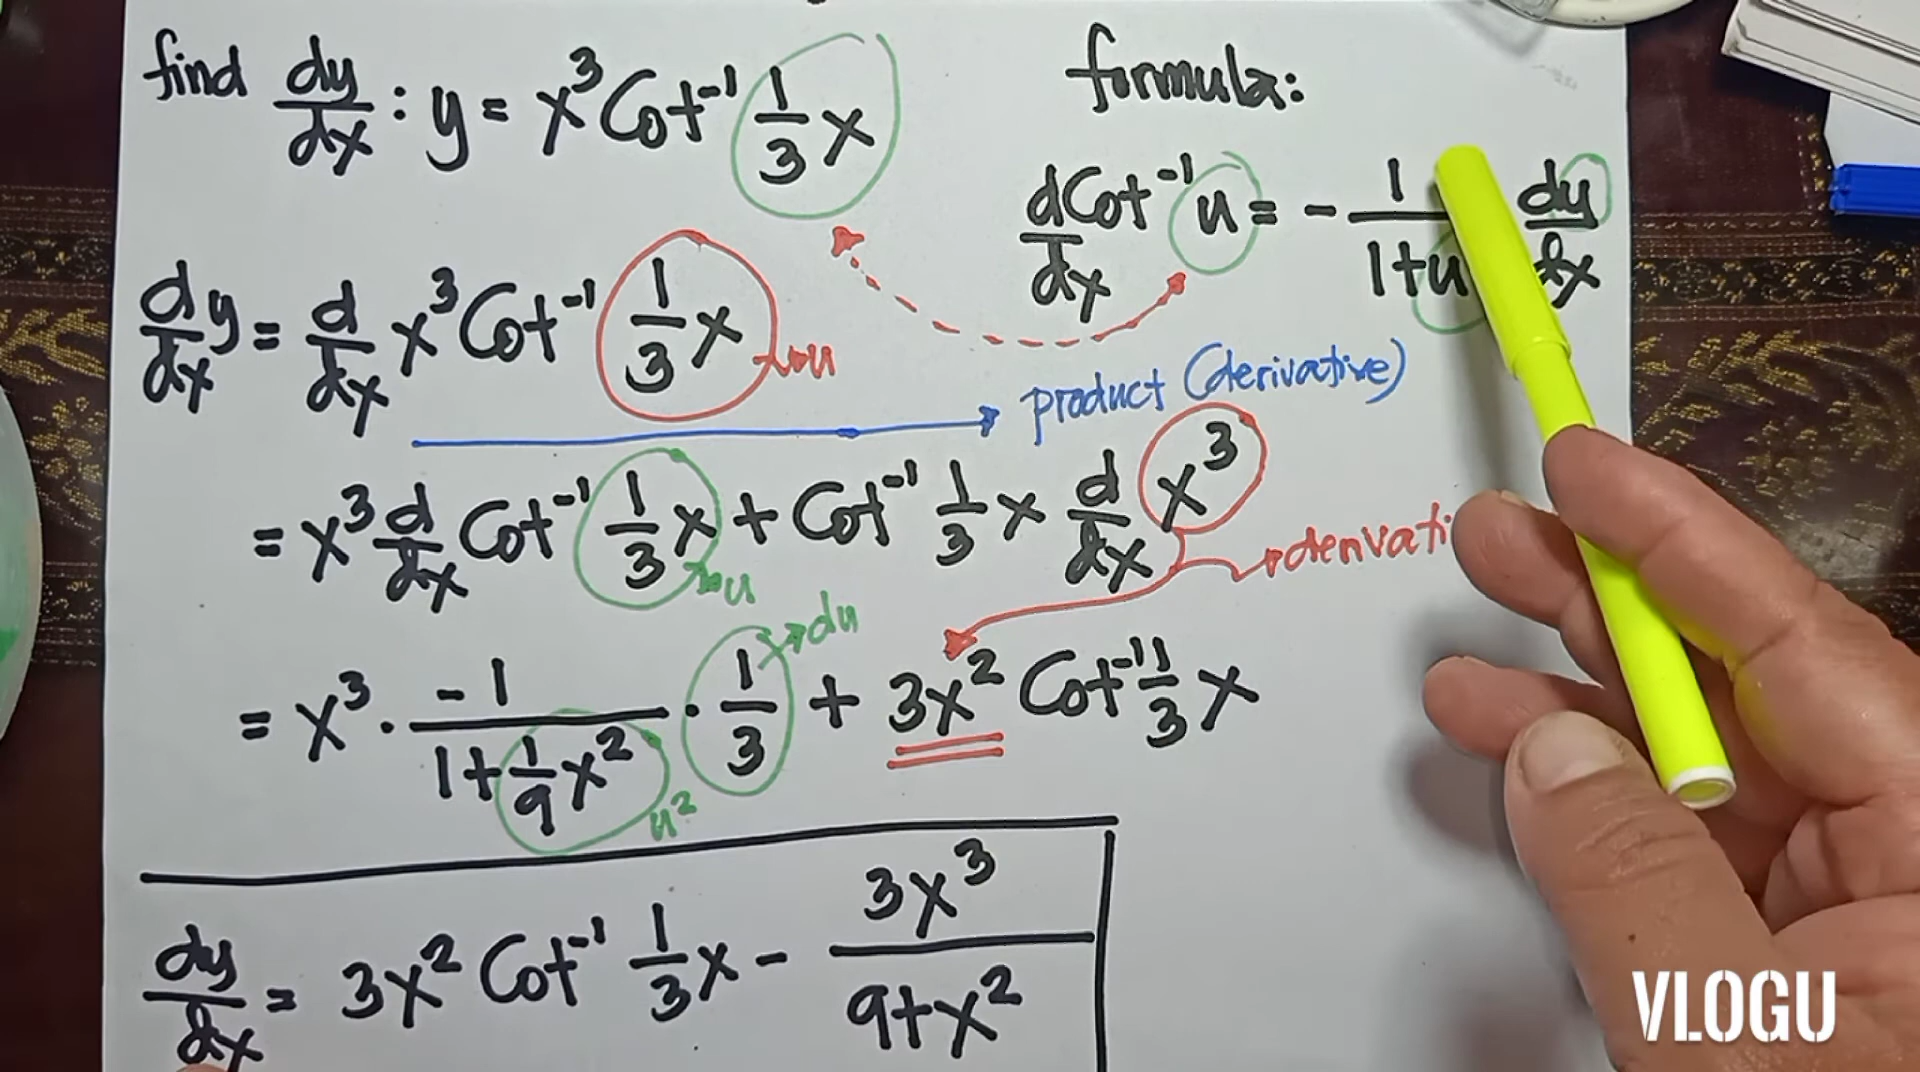 find dy/dx : y = x³ Cot⁻¹ 1/3 x
formula:
dCot⁻¹ u/dx = - 1/1+u dy/dx
d/dx y = d/dx x³ Cot⁻¹ 1/3 x → u
product (derivative)
= x³ d/dx Cot⁻¹ 1/3 x + Cot⁻¹ 1/3 x d/dx x³
u
derivati
du
= x³ · -1/1+1/9 x² · 1/3 + 3x² Cot⁻¹ 1/3 x
u²
dy/dx = 3x² Cot⁻¹ 1/3 x - 3x³/9+x²
VLOGU